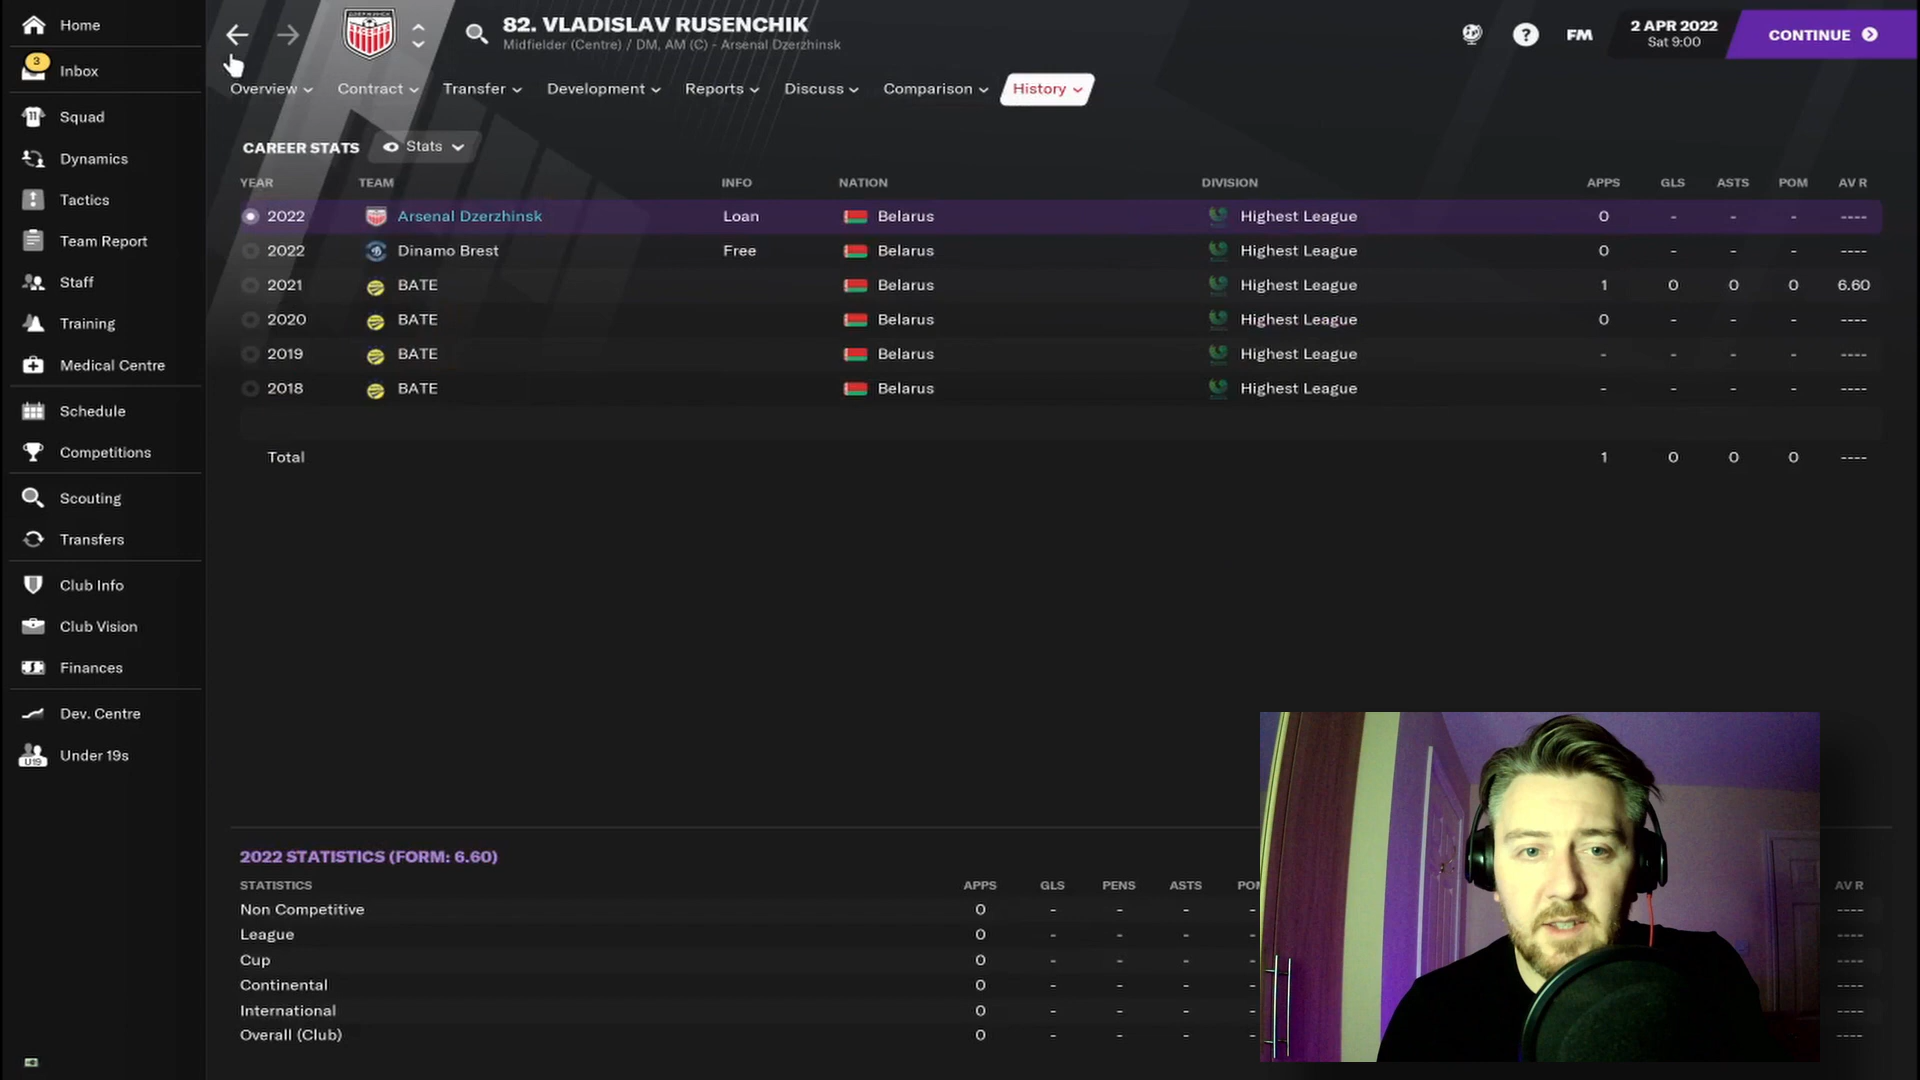 Home
3
Inbox
Squad
Dynamics
Tactics
Team Report
Staff
Training
Medical Centre
Schedule
Competitions
Scouting
Transfers
Club Info
Club Vision
Finances
Dev. Centre
U19
Under 19s
82. VLADISLAV RUSENCHIK
Midfielder (Centre) / DM, AM (C) - Arsenal Dzerzhinsk
?
FM
2 APR 2022
Sat 9:00
CONTINUE
Overview Contract Transfer Development Reports Discuss Comparison History
CAREER STATS Stats
YEAR TEAM INFO NATION DIVISION APPS GLS ASTS POM AV R
2022 Arsenal Dzerzhinsk Loan Belarus Highest League 0 - - - ----
2022 Dinamo Brest Free Belarus Highest League 0 - - - ----
2021 BATE Belarus Highest League 1 0 0 0 6.60
2020 BATE Belarus Highest League 0 - - - ----
2019 BATE Belarus Highest League - - - - ----
2018 BATE Belarus Highest League - - - - ----
Total 1 0 0 0 ----
2022 STATISTICS (FORM: 6.60)
STATISTICS APPS GLS PENS ASTS POM AV R
Non Competitive 0 - - - - ----
League 0 - - - - ----
Cup 0 - - - - ----
Continental 0 - - - - ----
International 0 - - - - ----
Overall (Club) 0 - - - - ----